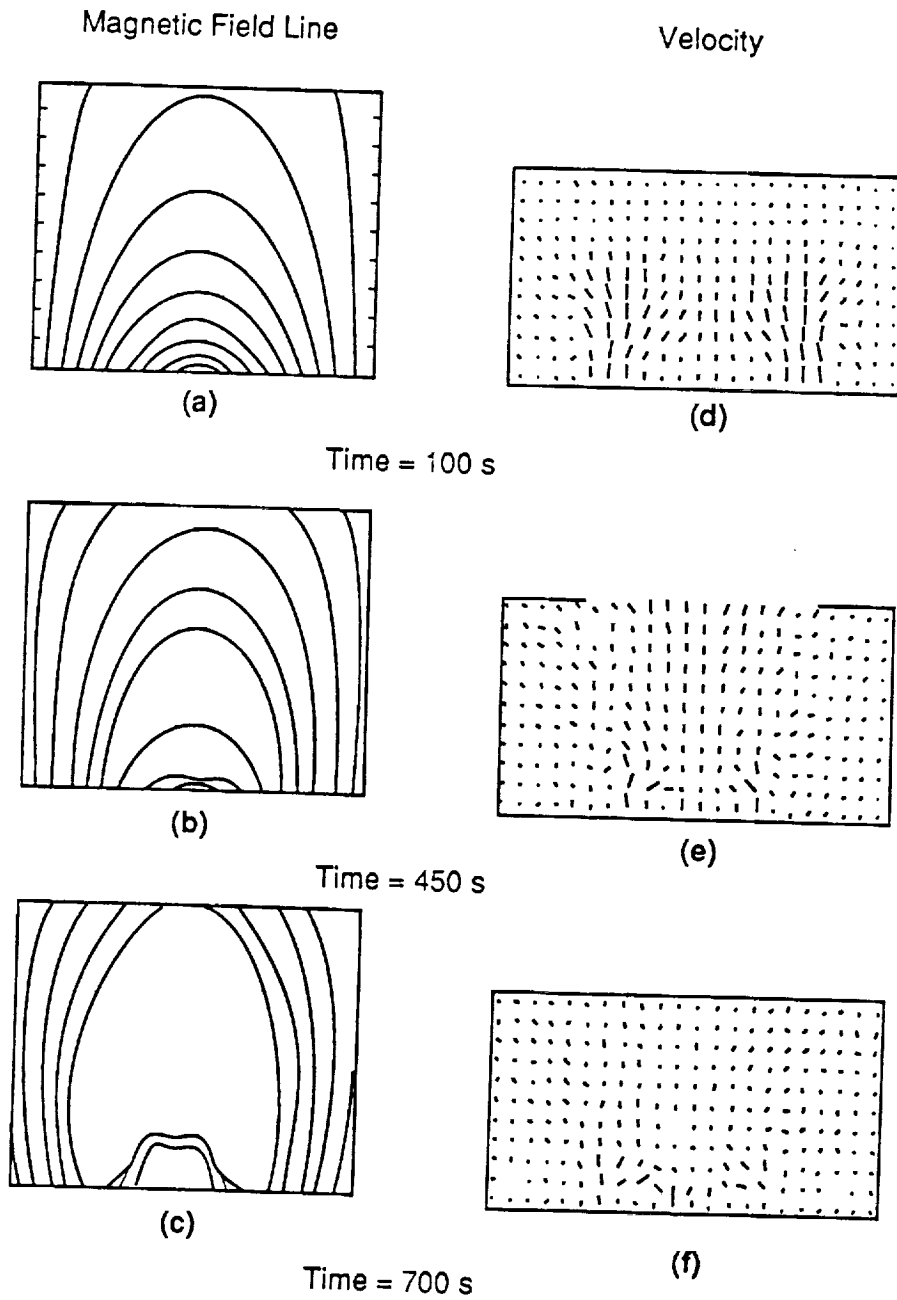 Magnetic Field Line
Velocity
(a)
(d)
Time = 100 s
(b)
(e)
Time = 450 s
(c)
(f)
Time = 700 s